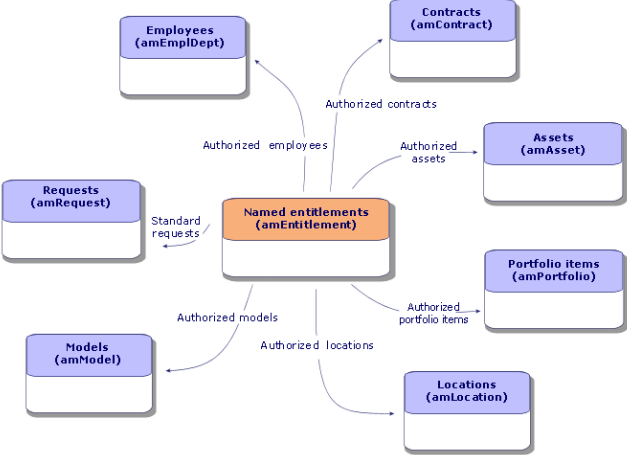 Employees
(amEmplDept)
Contracts
(amContract)
Authorized contracts
Authorized employees
Authorized
assets
Assets
(amAsset)
Requests
(amRequest)
Standard
requests
Named entitlements
(amEntitlement)
Portfolio items
(amPortfolio)
Authorized
portfolio items
Authorized models
Authorized locations
Models
(amModel)
Locations
(amLocation)